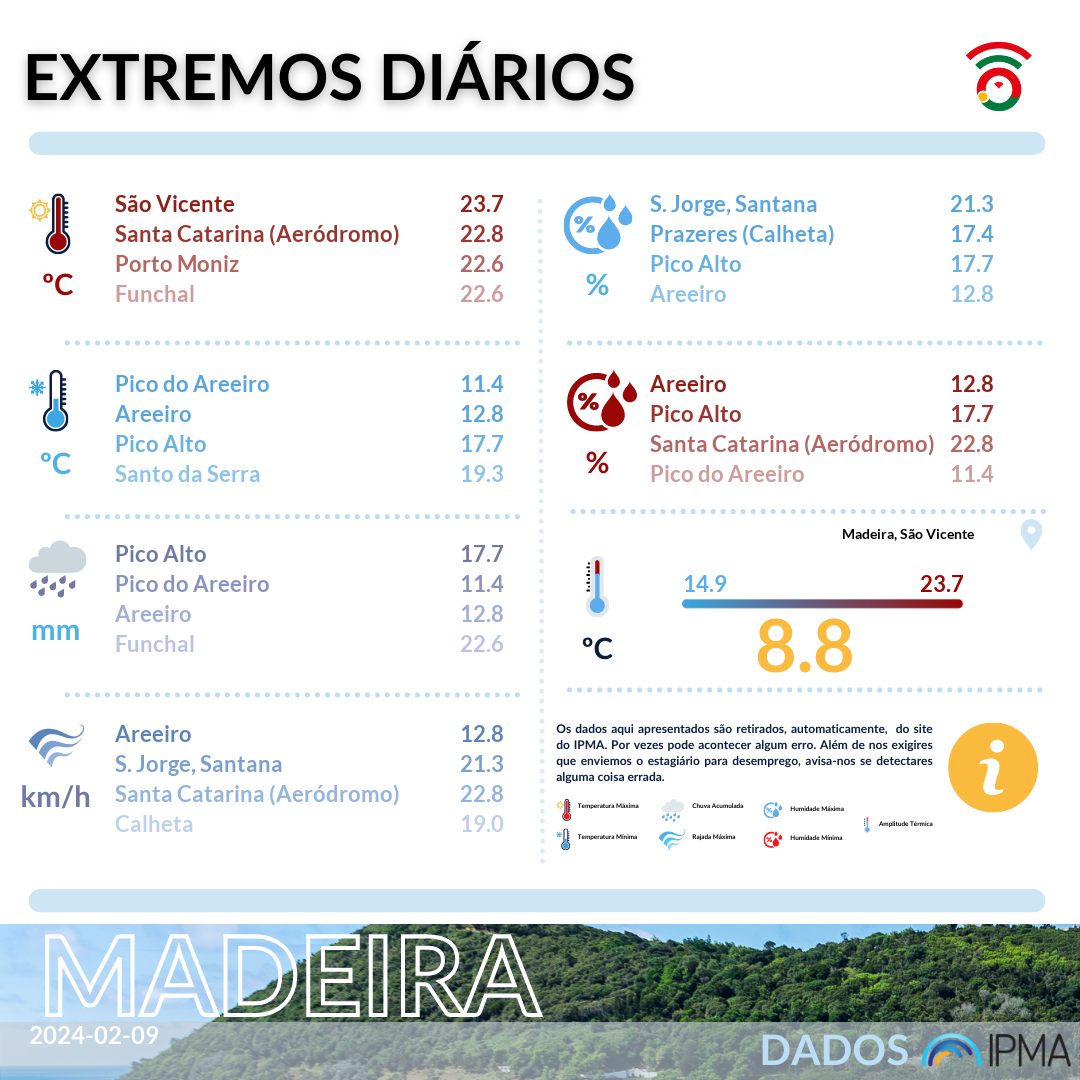 EXTREMOS DIÁRIOS
São Vicente 23.7
Santa Catarina (Aeródromo) 22.8
Porto Moniz 22.6
Funchal 22.6
ºC
Pico do Areeiro 11.4
Areeiro 12.8
Pico Alto 17.7
Santo da Serra 19.3
ºC
Pico Alto 17.7
Pico do Areeiro 11.4
Areeiro 12.8
Funchal 22.6
mm
Areeiro 12.8
S. Jorge, Santana 21.3
Santa Catarina (Aeródromo) 22.8
Calheta 19.0
km/h
%
S. Jorge, Santana 21.3
Prazeres (Calheta) 17.4
Pico Alto 17.7
Areeiro 12.8
%
%
Areeiro 12.8
Pico Alto 17.7
Santa Catarina (Aeródromo) 22.8
Pico do Areeiro 11.4
%
Madeira, São Vicente
14.9 23.7
8.8
ºC
Os dados aqui apresentados são retirados, automaticamente, do site
do IPMA. Por vezes pode acontecer algum erro. Além de nos exigires
que enviemos o estagiário para desemprego, avisa-nos se detectares
alguma coisa errada.
i
Temperatura Máxima Chuva Acumulada Humidade Máxima
Amplitude Térmica
Temperatura Mínima Rajada Máxima Humidade Mínima
MADEIRA
2024-02-09
DADOS IPMA